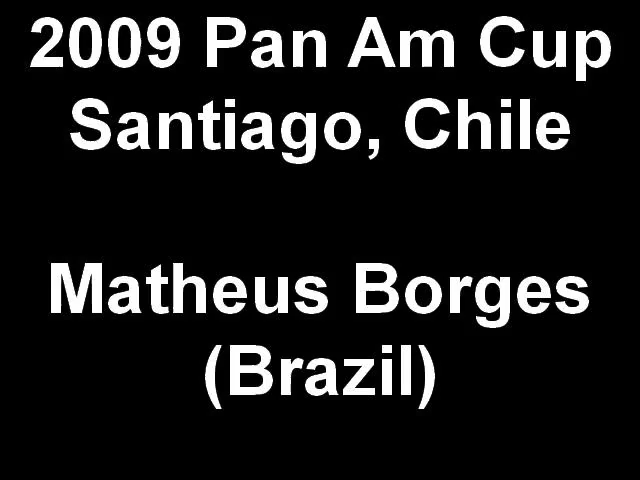 2009 Pan Am Cup
Santiago, Chile
Matheus Borges
(Brazil)